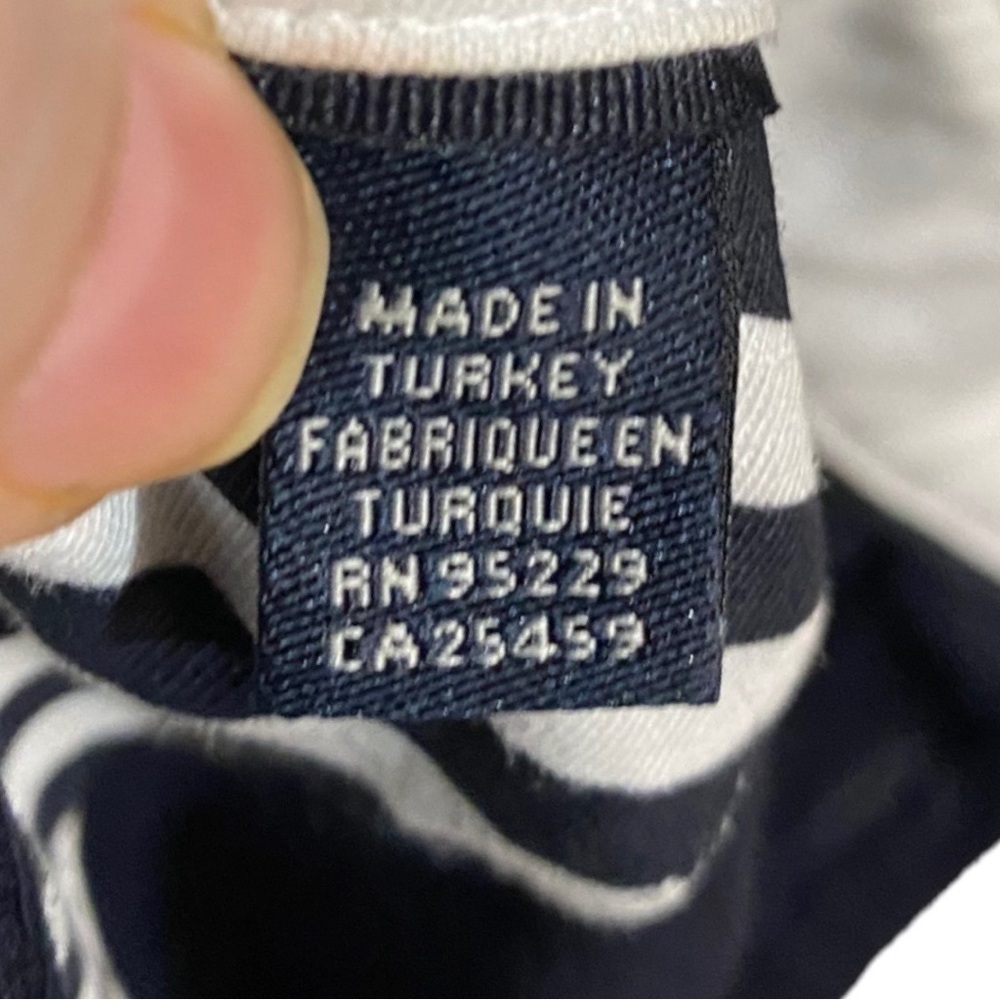 MADE IN
TURKEY
FABRIQUE EN
TURQUIE
RN 95229
CA 25459